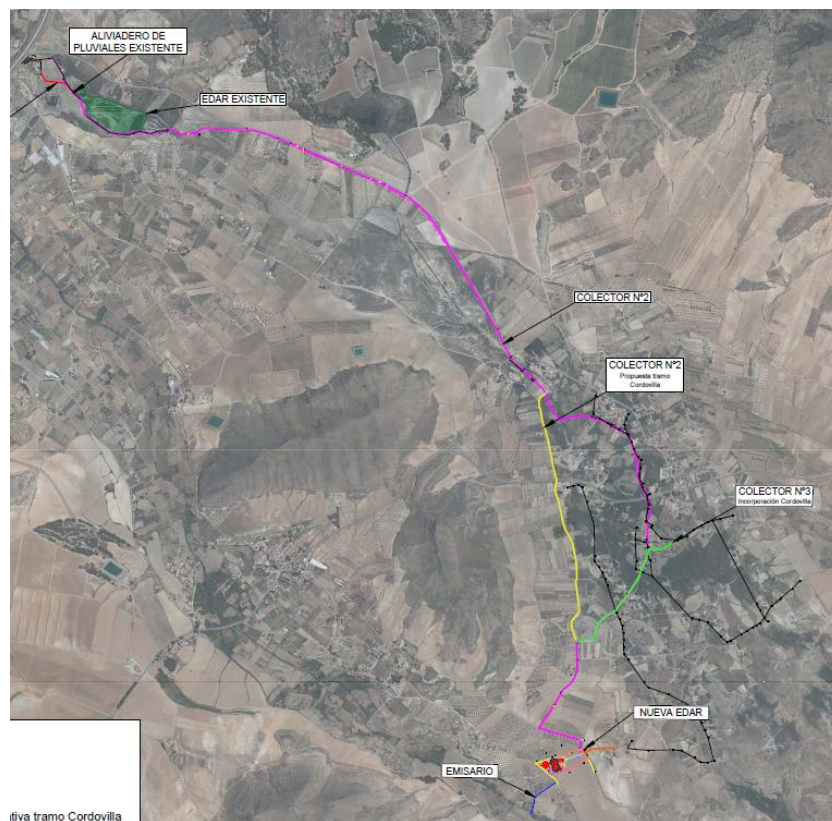 ALIVIADERO DE
PLUVIALES EXISTENTE
EDAR EXISTENTE
COLECTOR Nº2
COLECTOR Nº2
Propuesta tramo
Cordovilla
COLECTOR Nº3
Incorporación Cordovilla
NUEVA EDAR
EMISARIO
tiva tramo Cordovilla